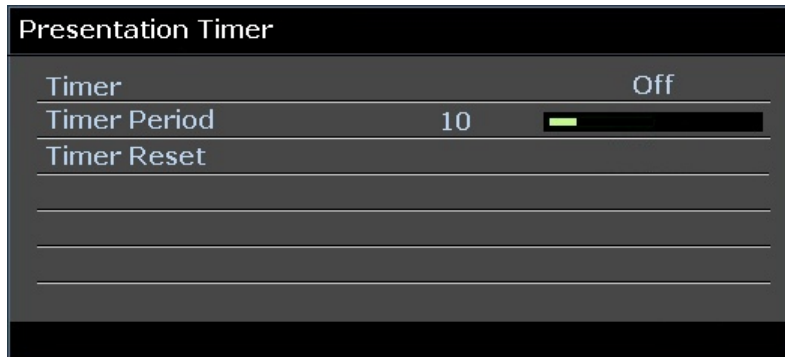 Presentation Timer
Timer Off
Timer Period 10
Timer Reset